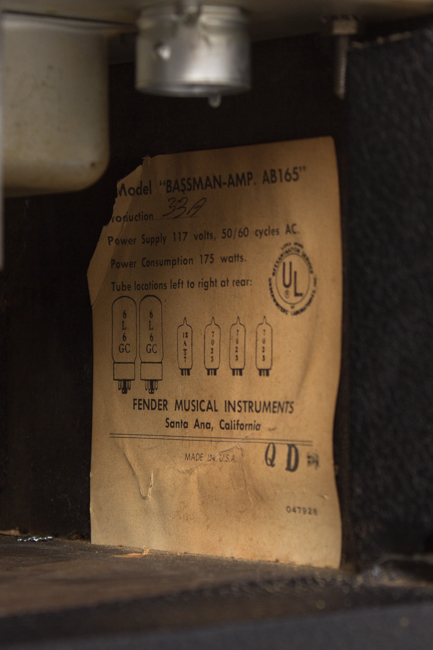 Model "BASSMAN-AMP. AB165"
Production 33A
Power Supply 117 volts, 50/60 cycles AC.
Power Consumption 175 watts.
Tube locations left to right at rear:
UL
6L6GC 6L6GC 12AT7 7025 7025 7025
FENDER MUSICAL INSTRUMENTS
Santa Ana, California
MADE IN U.S.A. Q D
047926